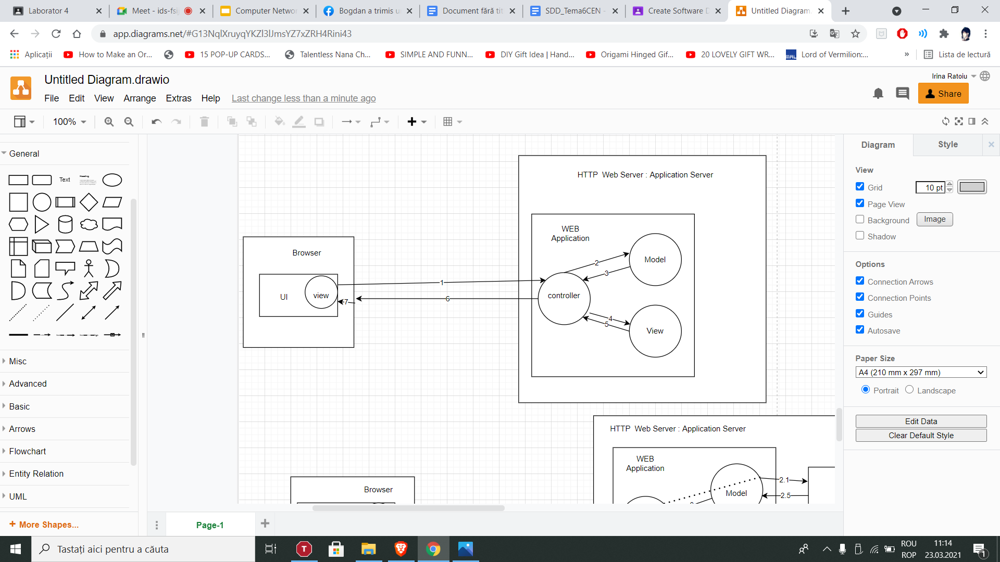 Laborator 4
Meet - ids-fsi
Computer Networ
Bogdan a trimis u
Document fără tit
SDD_Tema6CEN -
Create Software D
Untitled Diagram.
app.diagrams.net/#G13NqlXruyqYKZl3lJmsYZ7xZRH4Rini43
Aplicații
How to Make an Or...
15 POP-UP CARDS...
Talentless Nana Ch...
SIMPLE AND FUNN...
DIY Gift Idea | Hand...
Origami Hinged Gif...
20 LOVELY GIFT WR...
MAL
Lord of Vermilion:...
»
Lista de lectură
Untitled Diagram.drawio
Irina Ratoiu
File Edit View Arrange Extras Help Last change less than a minute ago
Share
100%
General
Text
Heading
Misc
Advanced
Basic
Arrows
Flowchart
Entity Relation
UML
+ More Shapes...
HTTP Web Server : Application Server
WEB
Application
Model
2
3
controller
4
5
View
Browser
UI
view
1
6
7
HTTP Web Server : Application Server
WEB
Application
Model
2.1
2.5
Browser
Diagram
Style
View
Grid
10 pt
Page View
Background
Image
Shadow
Options
Connection Arrows
Connection Points
Guides
Autosave
Paper Size
A4 (210 mm x 297 mm)
Portrait
Landscape
Edit Data
Clear Default Style
Page-1
Tastați aici pentru a căuta
T
ROU
ROP
11:14
23.03.2021
1